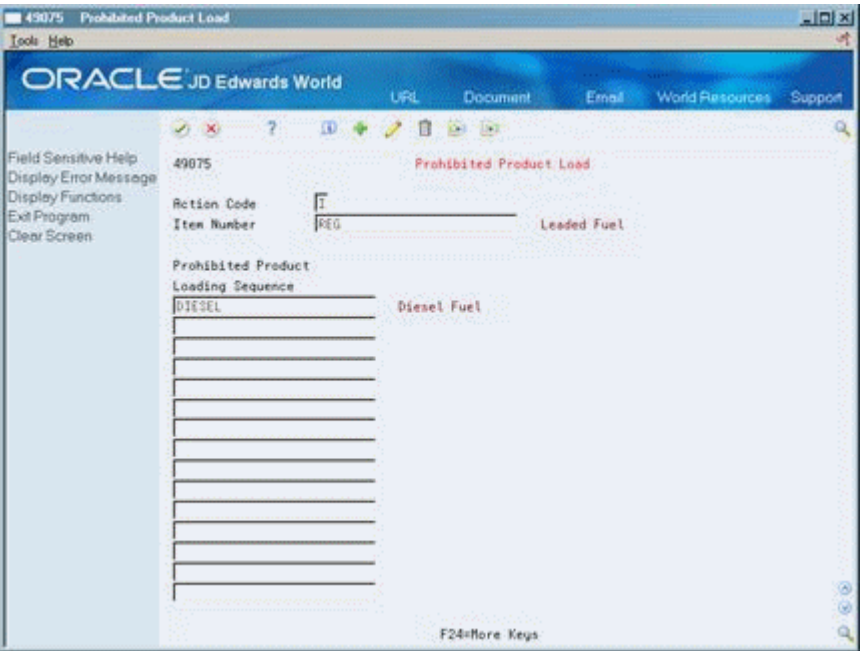 49075 Prohibited Product Load
Tools Help
ORACLE JD Edwards World
URL Document Email World Resources Support
Field Sensitive Help
Display Error Message
Display Functions
Exit Program
Clear Screen
49075 Prohibited Product Load
Action Code I
Item Number REG Leaded Fuel
Prohibited Product
Loading Sequence
DIESEL Diesel Fuel
F24=More Keys